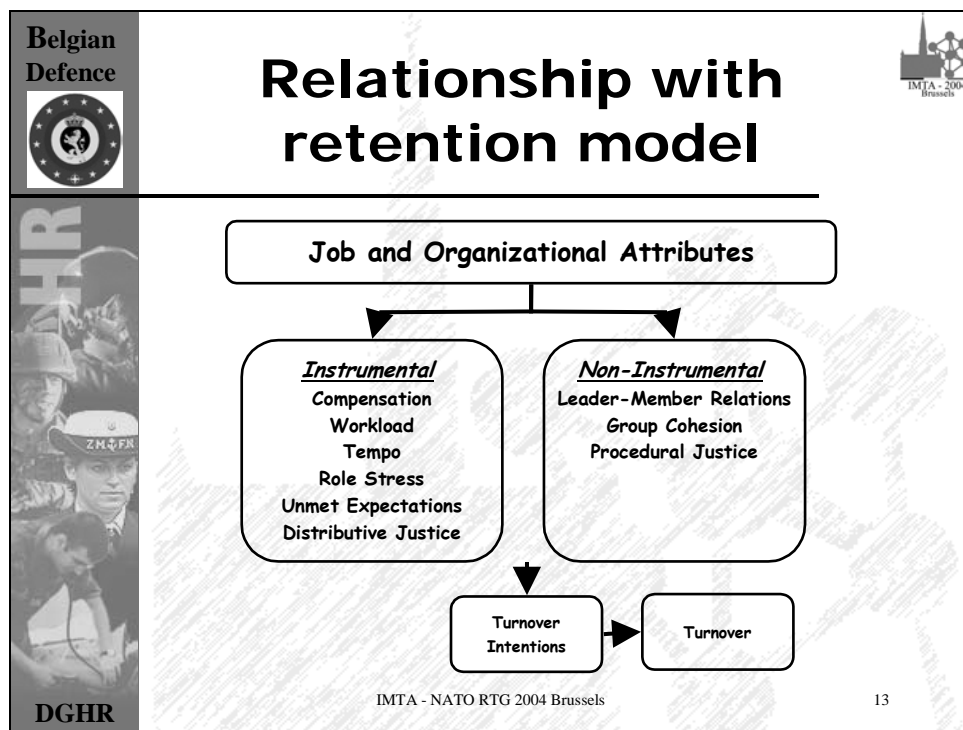 Belgian
Defence
Relationship with
retention model
IMTA - 2004
Brussels
HR
Job and Organizational Attributes
Instrumental
Compensation
Workload
Tempo
Role Stress
Unmet Expectations
Distributive Justice
Non-Instrumental
Leader-Member Relations
Group Cohesion
Procedural Justice
Turnover
Intentions
Turnover
IMTA - NATO RTG 2004 Brussels
13
DGHR